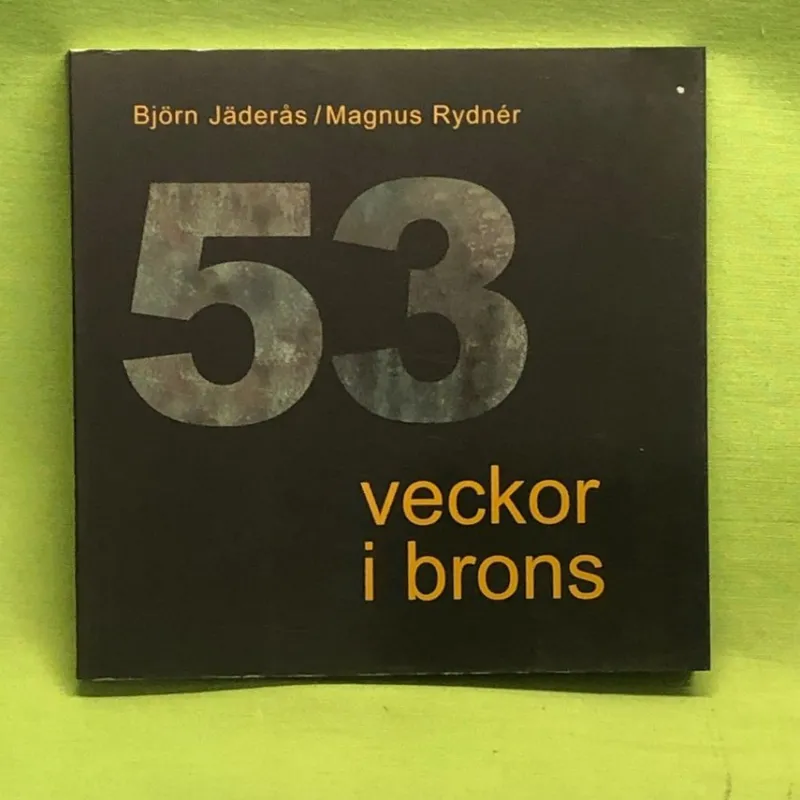 Björn Jäderås / Magnus Rydnér
53
veckor
i brons